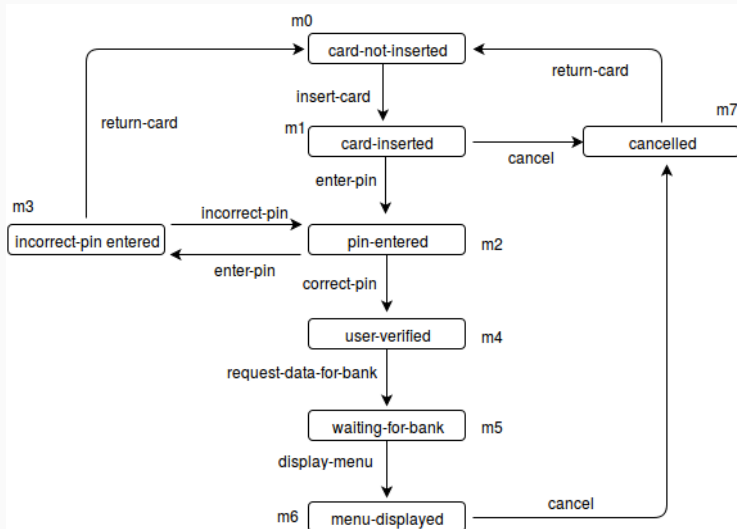 m0
card-not-inserted
return-card
return-card
insert-card
m7
m1
card-inserted
cancelled
cancel
enter-pin
m3
incorrect-pin
incorrect-pin entered
pin-entered
m2
enter-pin
correct-pin
user-verified
m4
request-data-for-bank
waiting-for-bank
m5
display-menu
cancel
m6
menu-displayed